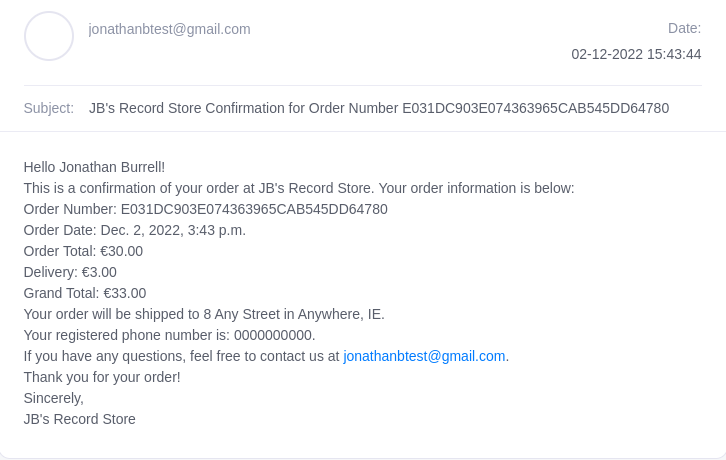 jonathanbtest@gmail.com
Date:
02-12-2022 15:43:44
Subject: JB's Record Store Confirmation for Order Number E031DC903E074363965CAB545DD64780
Hello Jonathan Burrell!
This is a confirmation of your order at JB's Record Store. Your order information is below:
Order Number: E031DC903E074363965CAB545DD64780
Order Date: Dec. 2, 2022, 3:43 p.m.
Order Total: €30.00
Delivery: €3.00
Grand Total: €33.00
Your order will be shipped to 8 Any Street in Anywhere, IE.
Your registered phone number is: 0000000000.
If you have any questions, feel free to contact us at jonathanbtest@gmail.com.
Thank you for your order!
Sincerely,
JB's Record Store